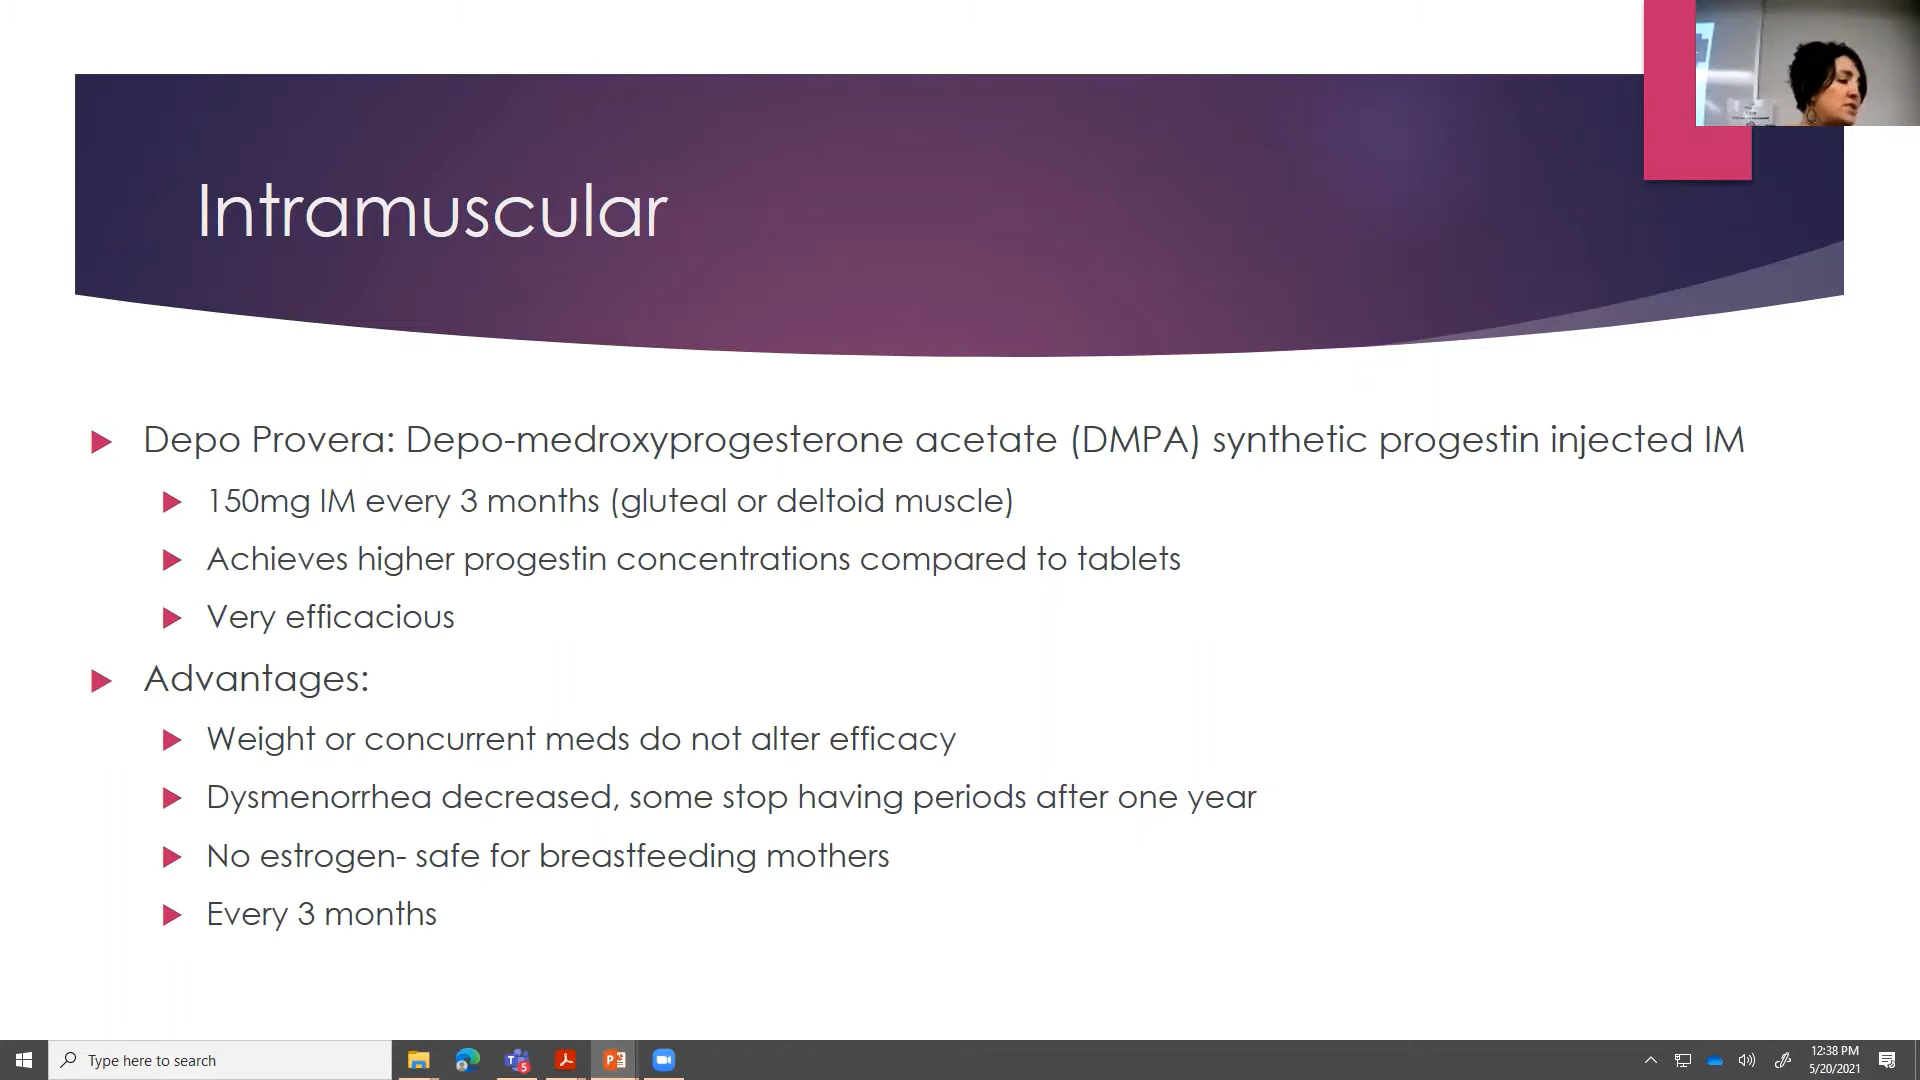 Intramuscular
Depo Provera: Depo-medroxyprogesterone acetate (DMPA) synthetic progestin injected IM
150mg IM every 3 months (gluteal or deltoid muscle)
Achieves higher progestin concentrations compared to tablets
Very efficacious
Advantages:
Weight or concurrent meds do not alter efficacy
Dysmenorrhea decreased, some stop having periods after one year
No estrogen- safe for breastfeeding mothers
Every 3 months
Type here to search
5
12:38 PM
5/20/2021